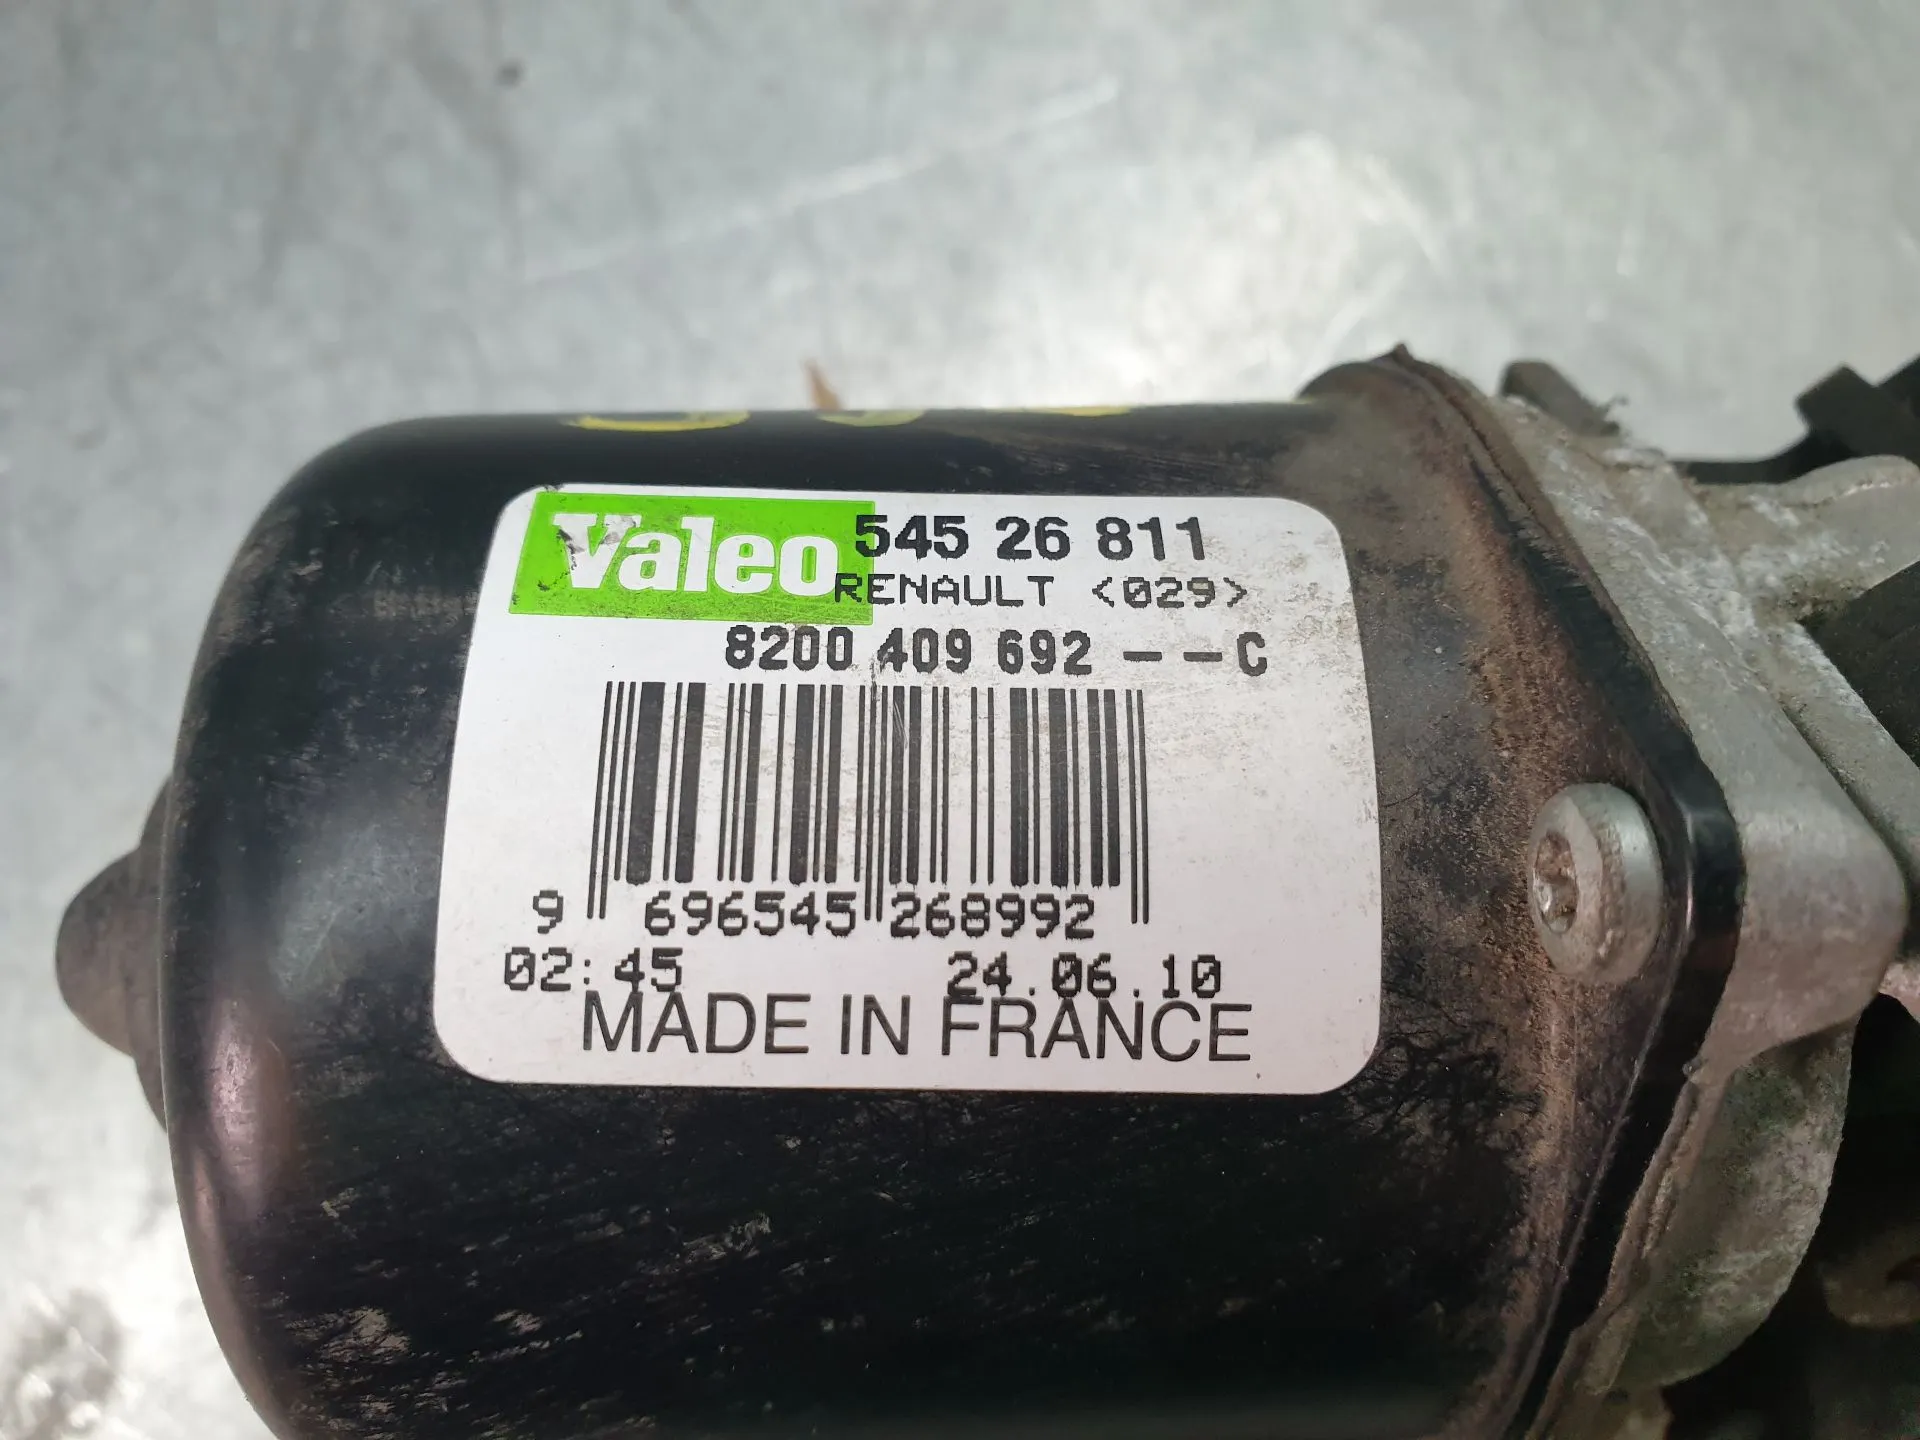 Valeo 545 26 811
RENAULT <029>
8200 409 692 --C
9 696545 268992
02:45 24.06.10
MADE IN FRANCE